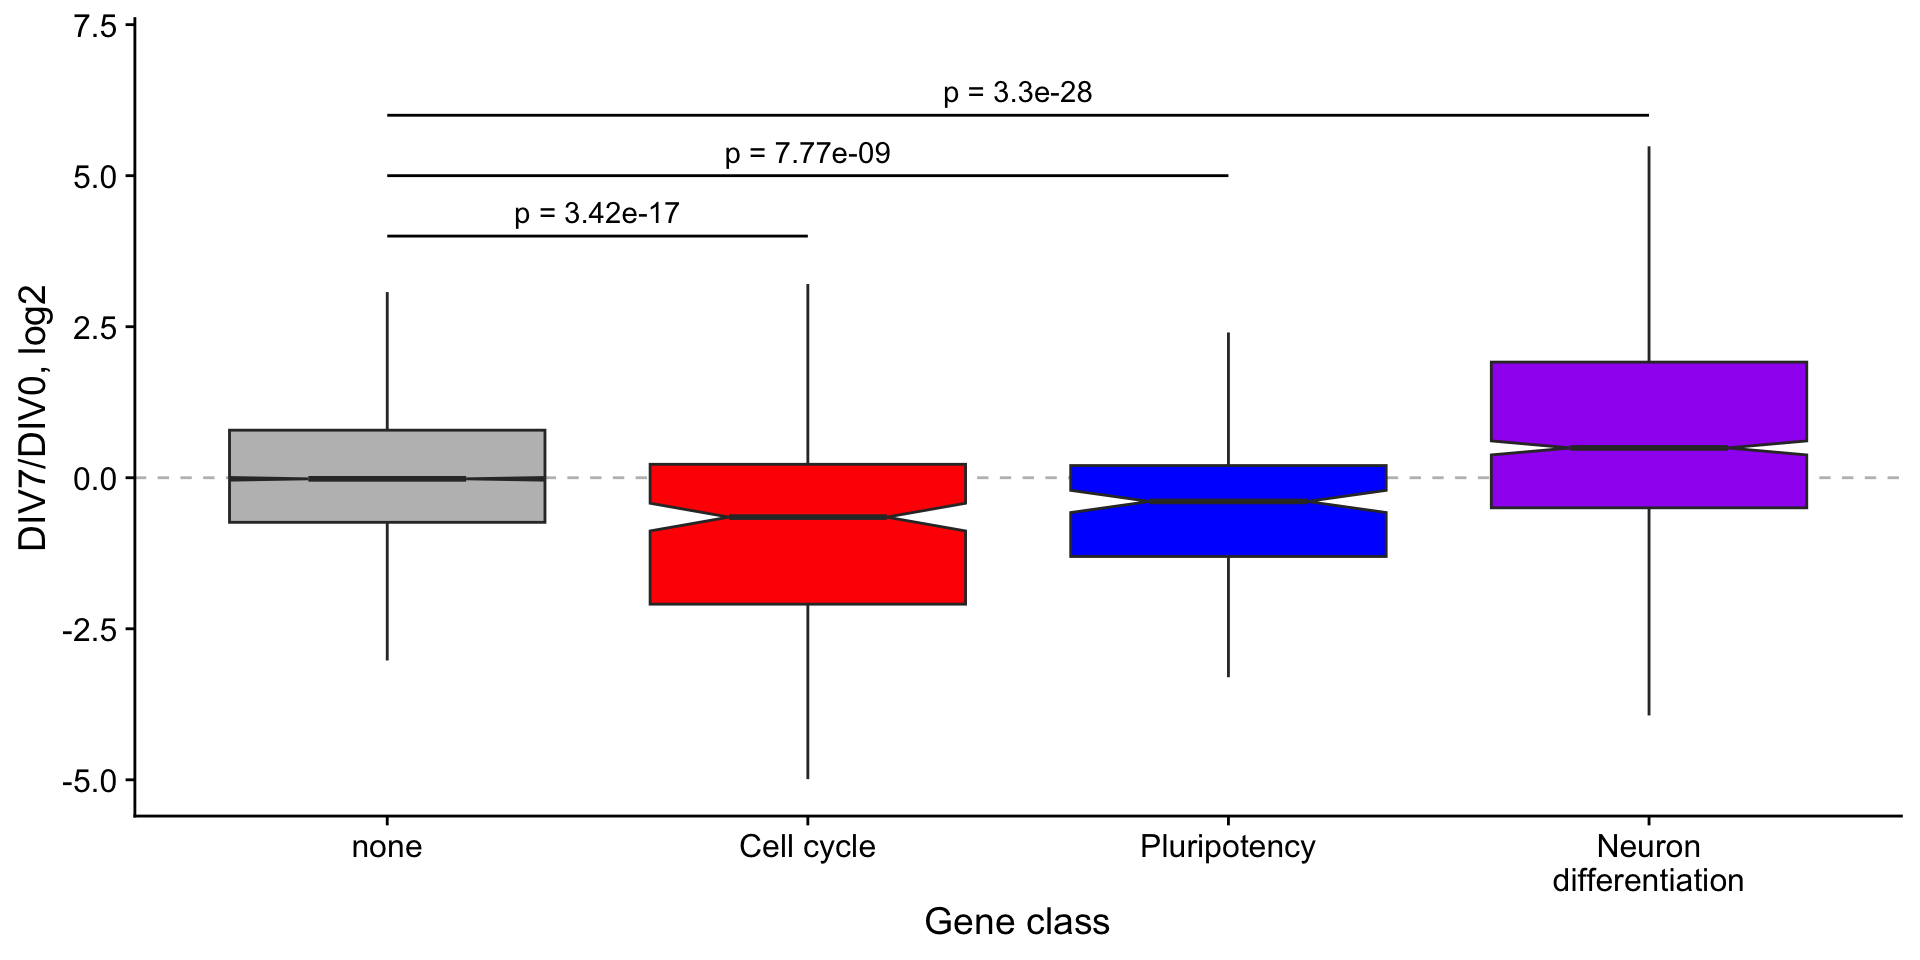 7.5
p = 3.3e-28
p = 7.77e-09
5.0
p = 3.42e-17
2.5
DIV7/DIV0, log2
0.0
-2.5
-5.0
none
Cell cycle
Pluripotency
Neuron
differentiation
Gene class